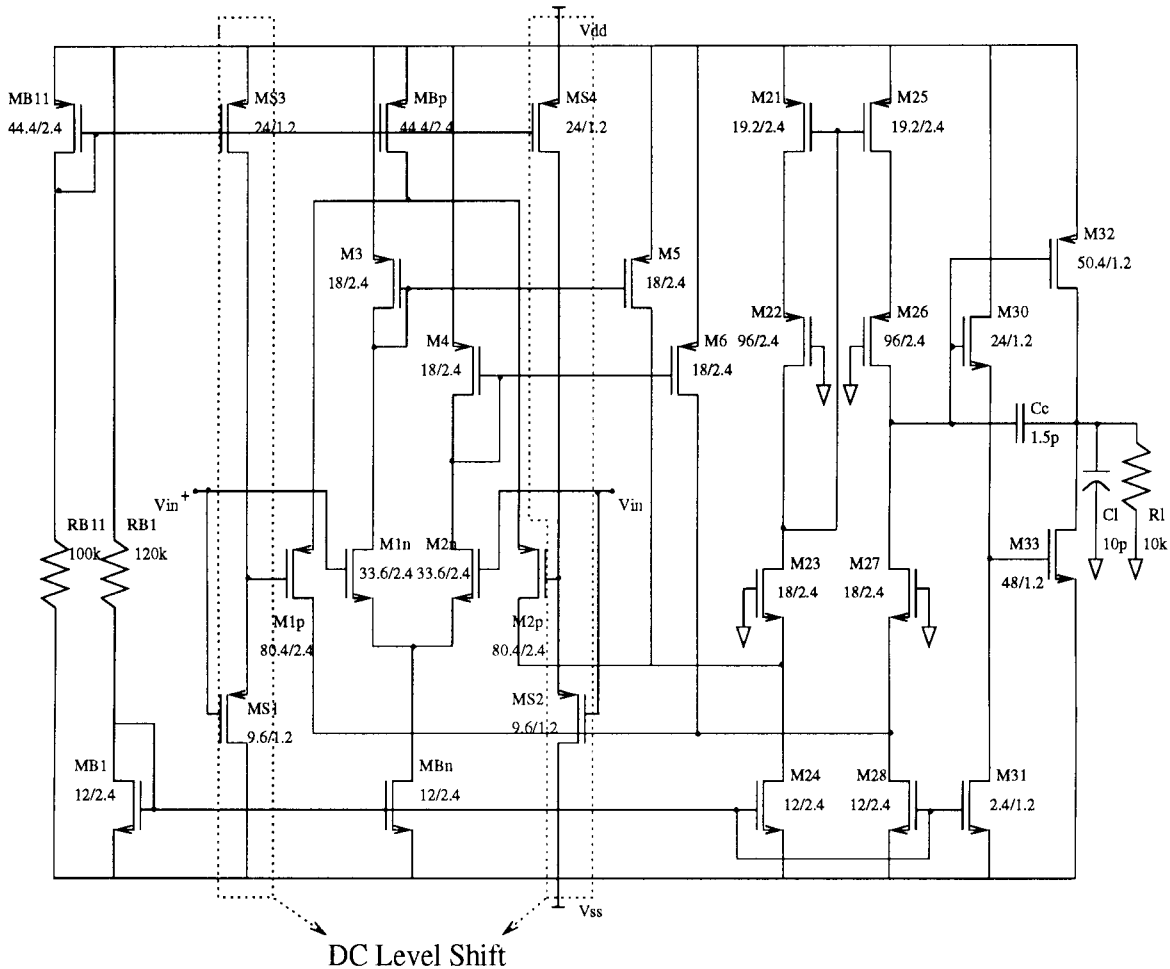 Vdd
MB11
44.4/2.4
MS3
24/1.2
MBp
44.4/2.4
MS4
24/1.2
M21
19.2/2.4
M25
19.2/2.4
M3
18/2.4
M5
18/2.4
M32
50.4/1.2
M4
18/2.4
M6
18/2.4
M22
96/2.4
M26
96/2.4
M30
24/1.2
Cc
1.5p
Vin+
Vin
RB11
100k
RB1
120k
M1n
33.6/2.4
M2n
33.6/2.4
Cl
10p
Rl
10k
M33
48/1.2
M23
18/2.4
M27
18/2.4
M1p
80.4/2.4
M2p
80.4/2.4
MS1
9.6/1.2
MS2
9.6/1.2
MB1
12/2.4
MBn
12/2.4
M24
12/2.4
M28
12/2.4
M31
2.4/1.2
Vss
DC Level Shift